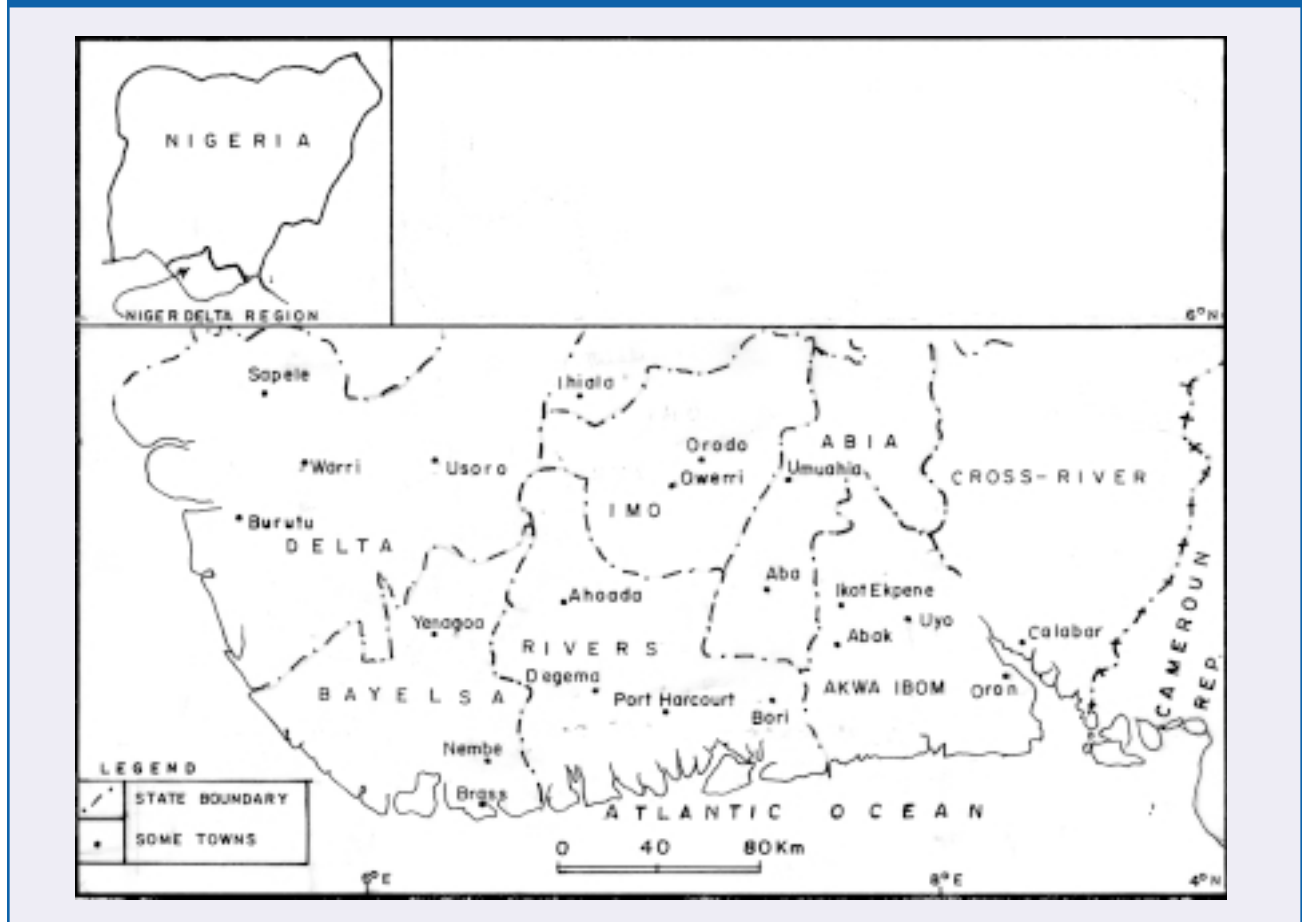 NIGERIA
NIGER DELTA REGION
6°N
Sapele
Ihiala
Orodo
ABIA
Warri
Usoro
Owerri
Umuahia
CROSS-RIVER
IMO
Burutu
DELTA
Aba
Ahoada
Ikot Ekpene
Yenagoa
Uyo
Calabar
RIVERS
Abak
Degema
BAYELSA
AKWA IBOM
Oron
Port Harcourt
Bori
CAMEROUN
REP.
Nembe
Brass
LEGEND
STATE BOUNDARY
SOME TOWNS
ATLANTIC OCEAN
0 40 80 Km
6°E
8°E
4°N